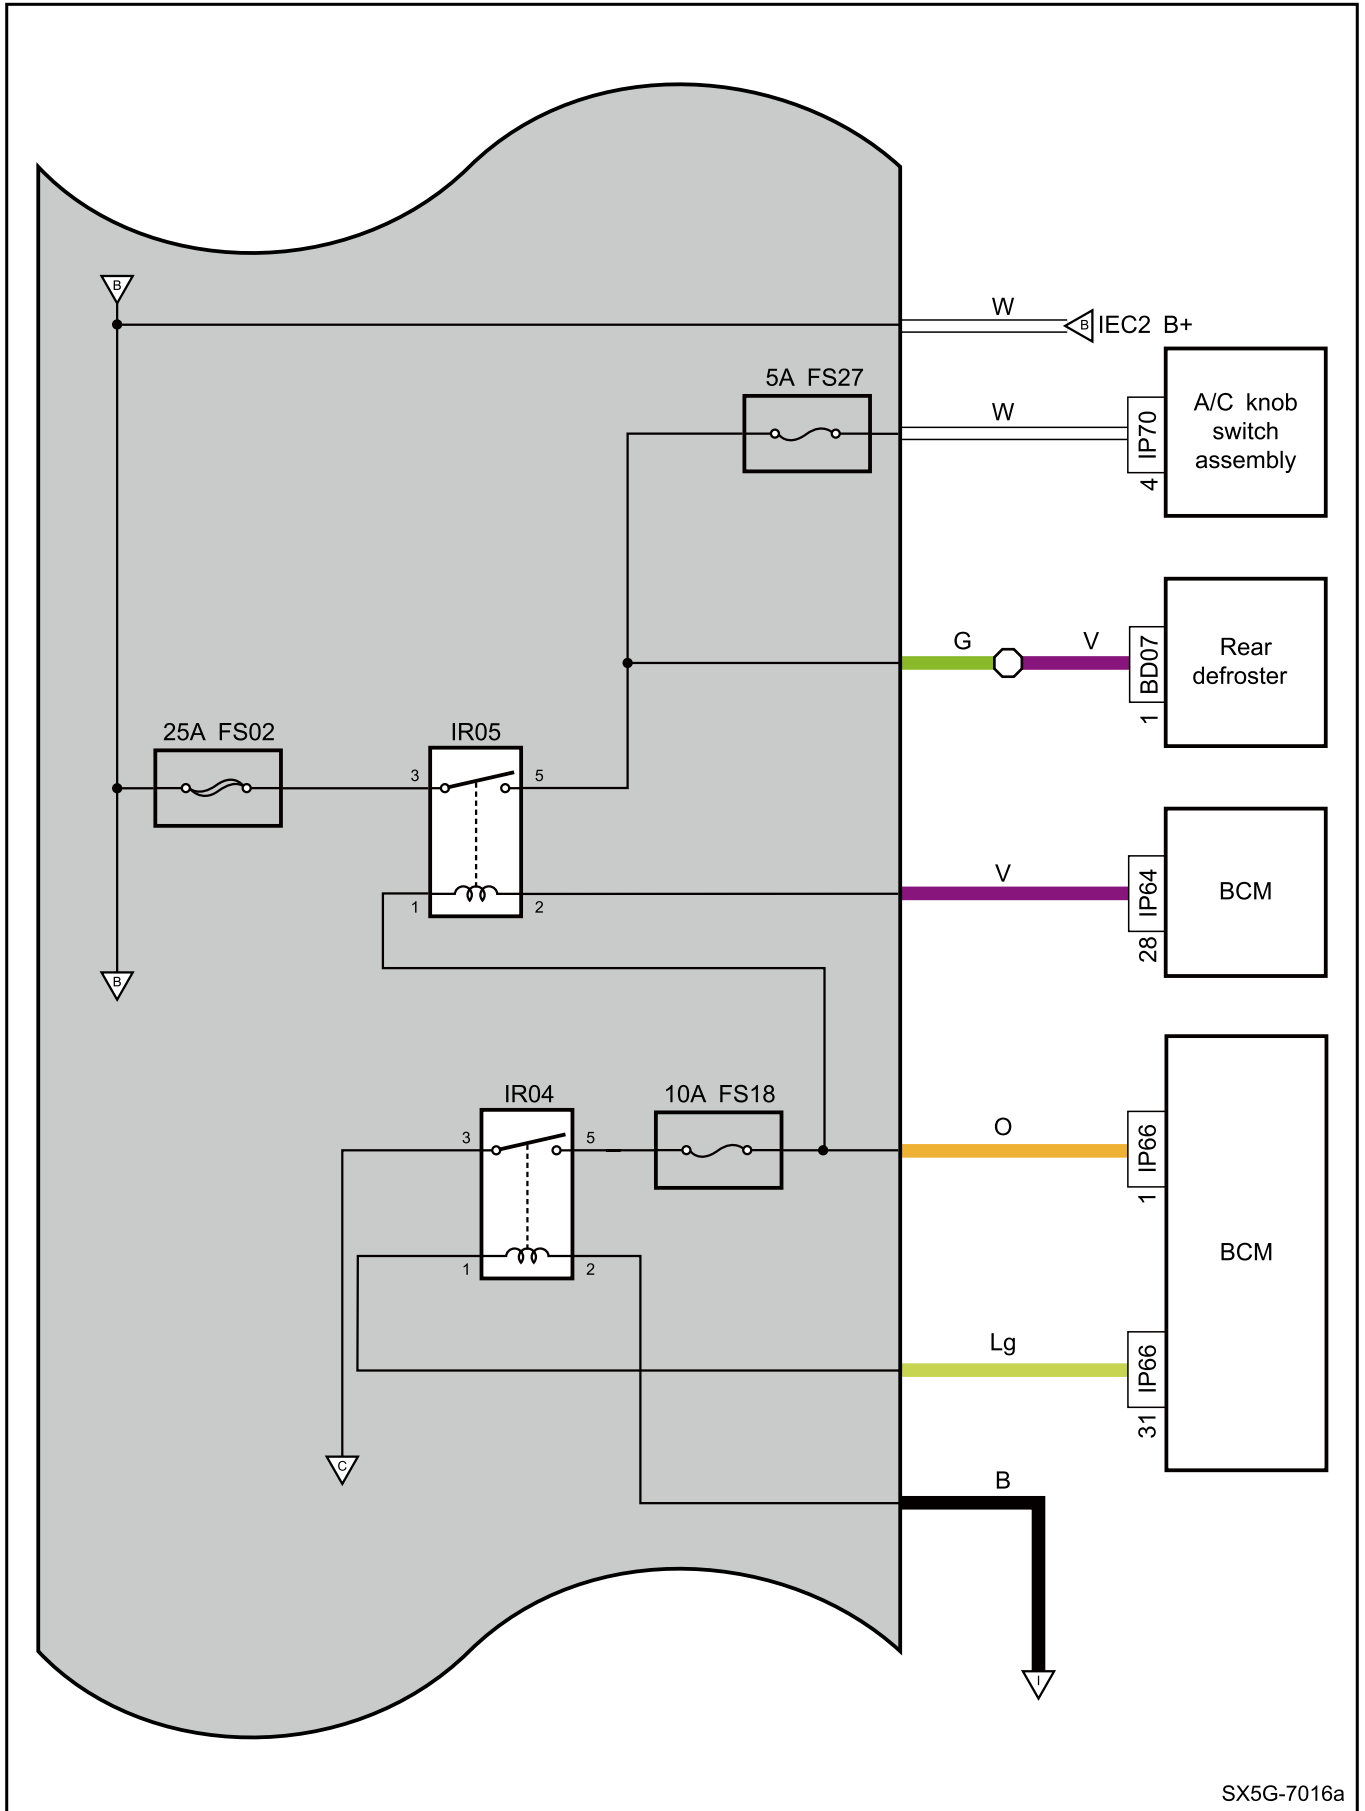 B
W
B IEC2 B+
5A FS27
W
IP70
4
A/C knob
switch
assembly
G
V
BD07
1
Rear
defroster
25A FS02
IR05
3
5
1
2
V
IP64
28
BCM
B
IR04
10A FS18
3
5
1
2
O
IP66
1
BCM
Lg
IP66
31
C
B
I
SX5G-7016a